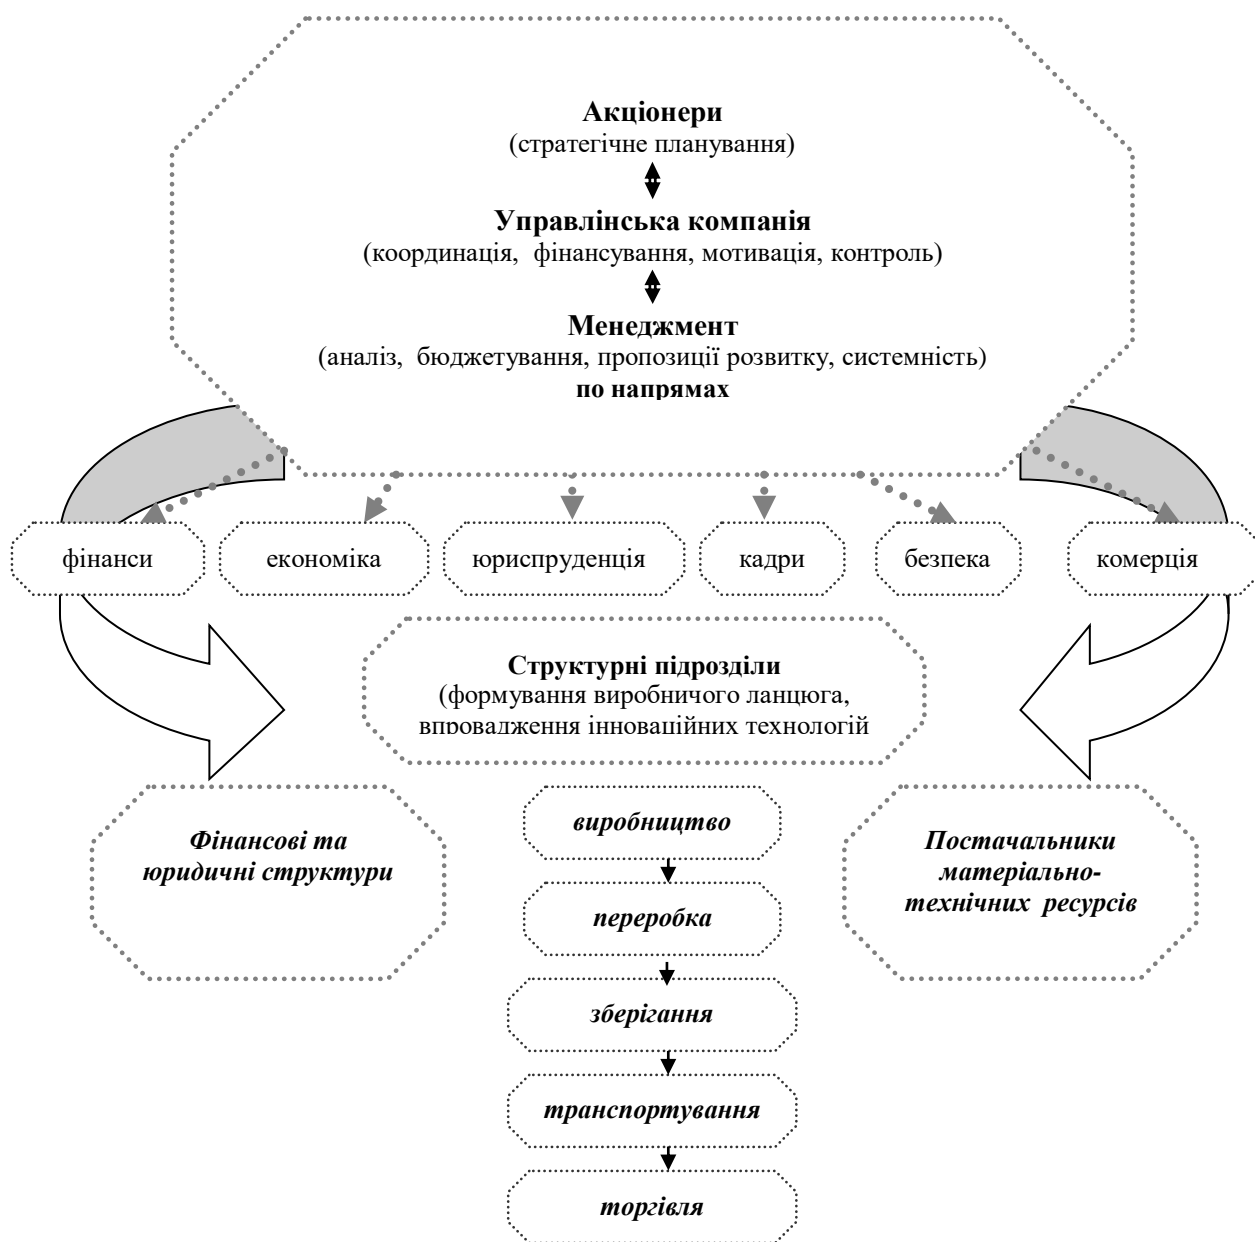 Акціонери
(стратегічне планування)
Управлінська компанія
(координація, фінансування, мотивація, контроль)
Менеджмент
(аналіз, бюджетування, пропозиції розвитку, системність)
по напрямах
фінанси
економіка
юриспруденція
кадри
безпека
комерція
Структурні підрозділи
(формування виробничого ланцюга,
впровадження інноваційних технологій
Фінансові та
юридичні структури
виробництво
Постачальники
матеріально-
технічних ресурсів
переробка
зберігання
транспортування
торгівля